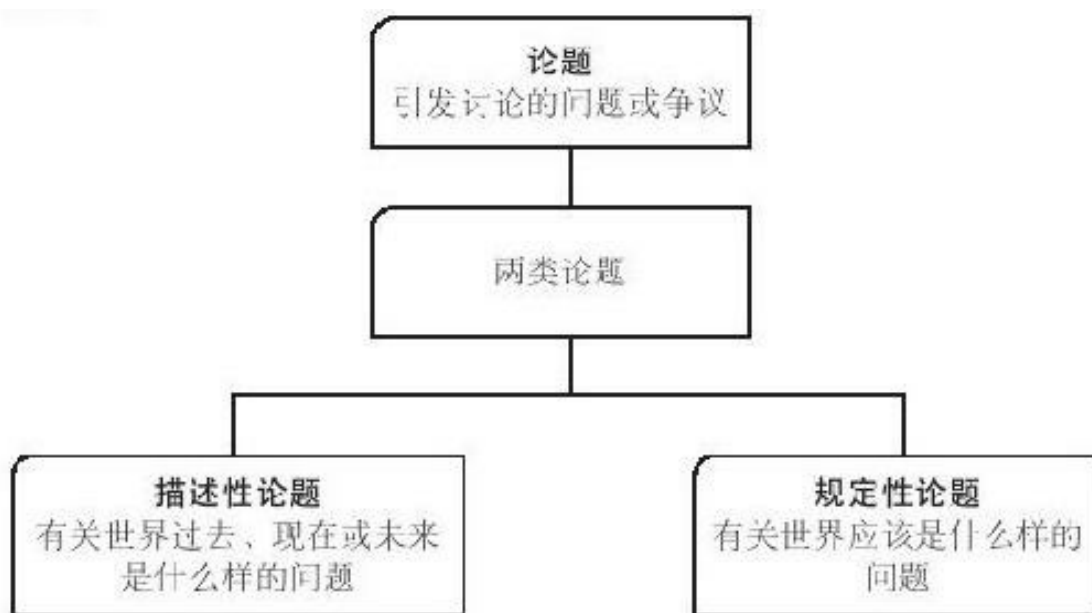 论题
引发讨论的问题或争议
两类论题
描述性论题
有关世界过去、现在或未来
是什么样的问题
规定性论题
有关世界应该是什么样的
问题